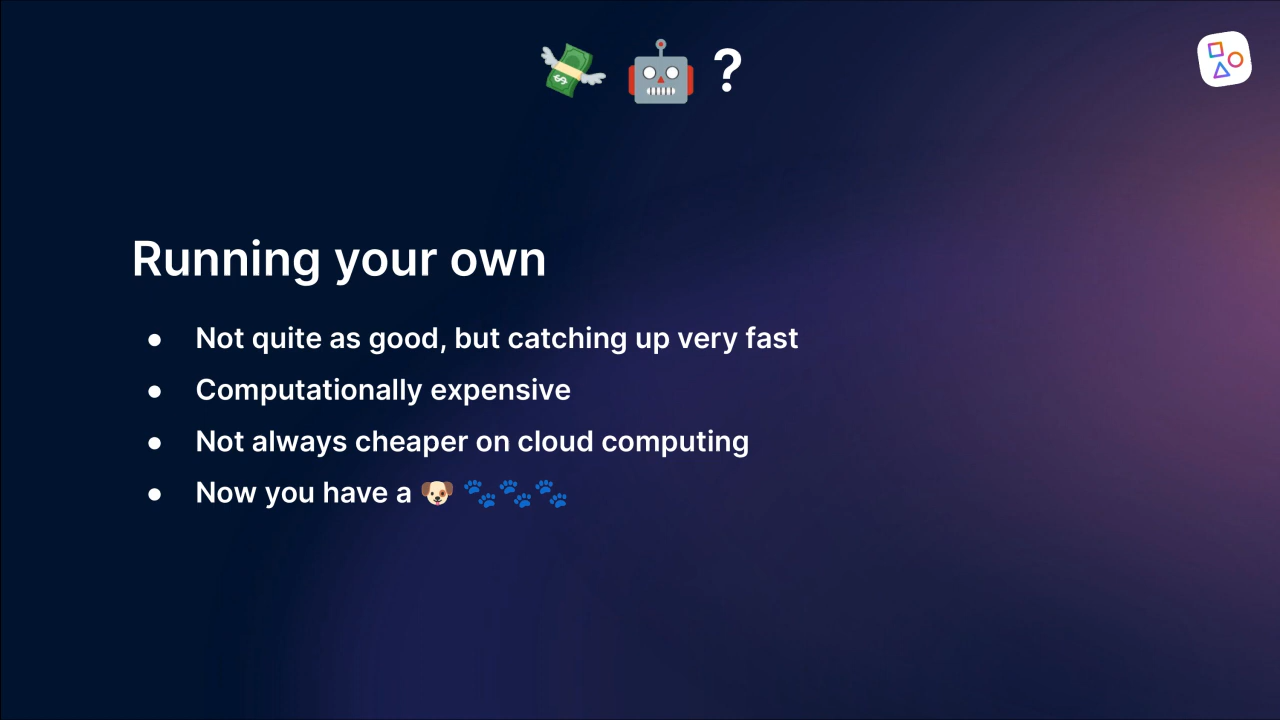 💸 🤖 ?
Running your own
● Not quite as good, but catching up very fast
● Computationally expensive
● Not always cheaper on cloud computing
● Now you have a 🐶 🐾🐾🐾